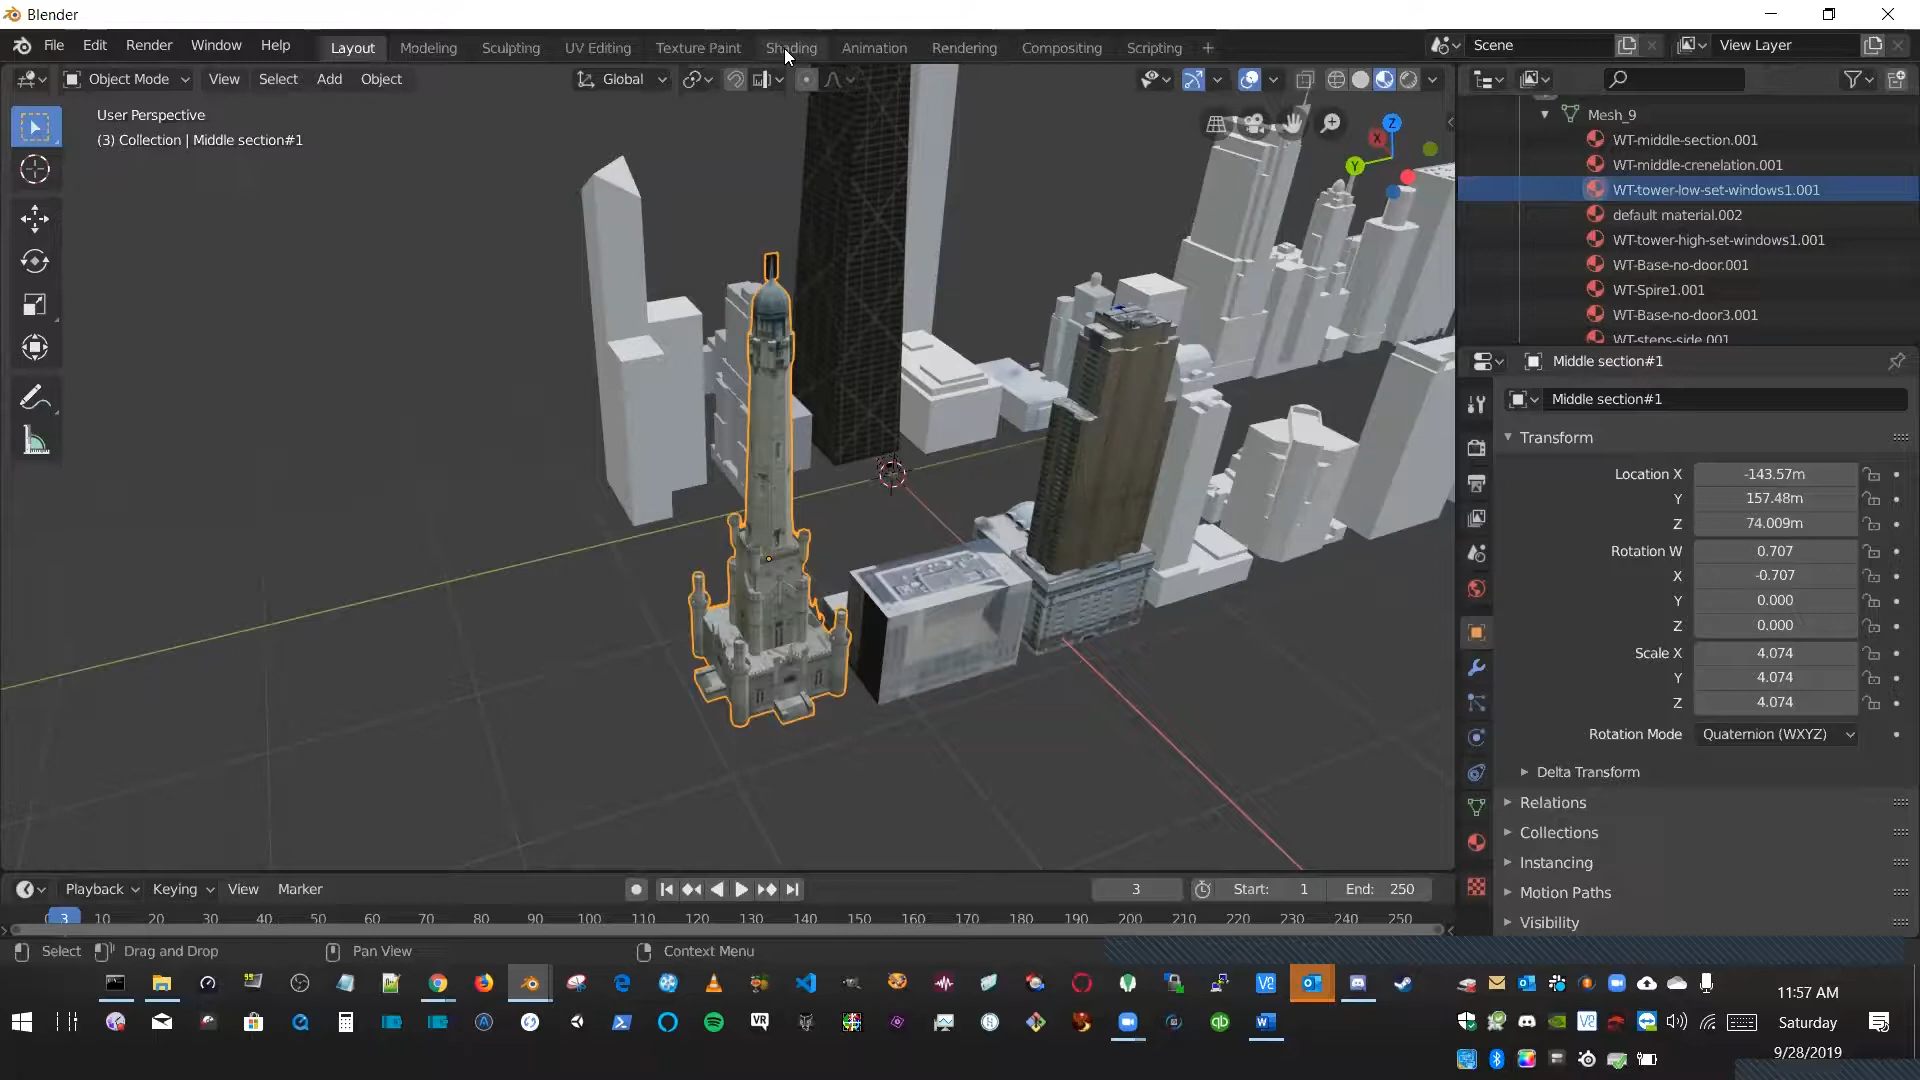 Blender
File Edit Render Window Help Layout Modeling Sculpting UV Editing Texture Paint Shading Animation Rendering Compositing Scripting + Scene View Layer
Object Mode View Select Add Object Global
User Perspective
(3) Collection | Middle section#1
Z
X
Y
Mesh_9
WT-middle-section.001
WT-middle-crenelation.001
WT-tower-low-set-windows1.001
default material.002
WT-tower-high-set-windows1.001
WT-Base-no-door.001
WT-Spire1.001
WT-Base-no-door3.001
WT-steps-side.001
Middle section#1
Middle section#1
Transform
Location X -143.57m
Y 157.48m
Z 74.009m
Rotation W 0.707
X -0.707
Y 0.000
Z 0.000
Scale X 4.074
Y 4.074
Z 4.074
Rotation Mode Quaternion (WXYZ)
Delta Transform
Relations
Collections
Instancing
Motion Paths
Visibility
Playback Keying View Marker 3 Start: 1 End: 250
0 3 10 20 30 40 50 60 70 80 90 100 110 120 130 140 150 160 170 180 190 200 210 220 230 240 250
Select Drag and Drop Pan View Context Menu
11:57 AM
Saturday
9/28/2019
VR